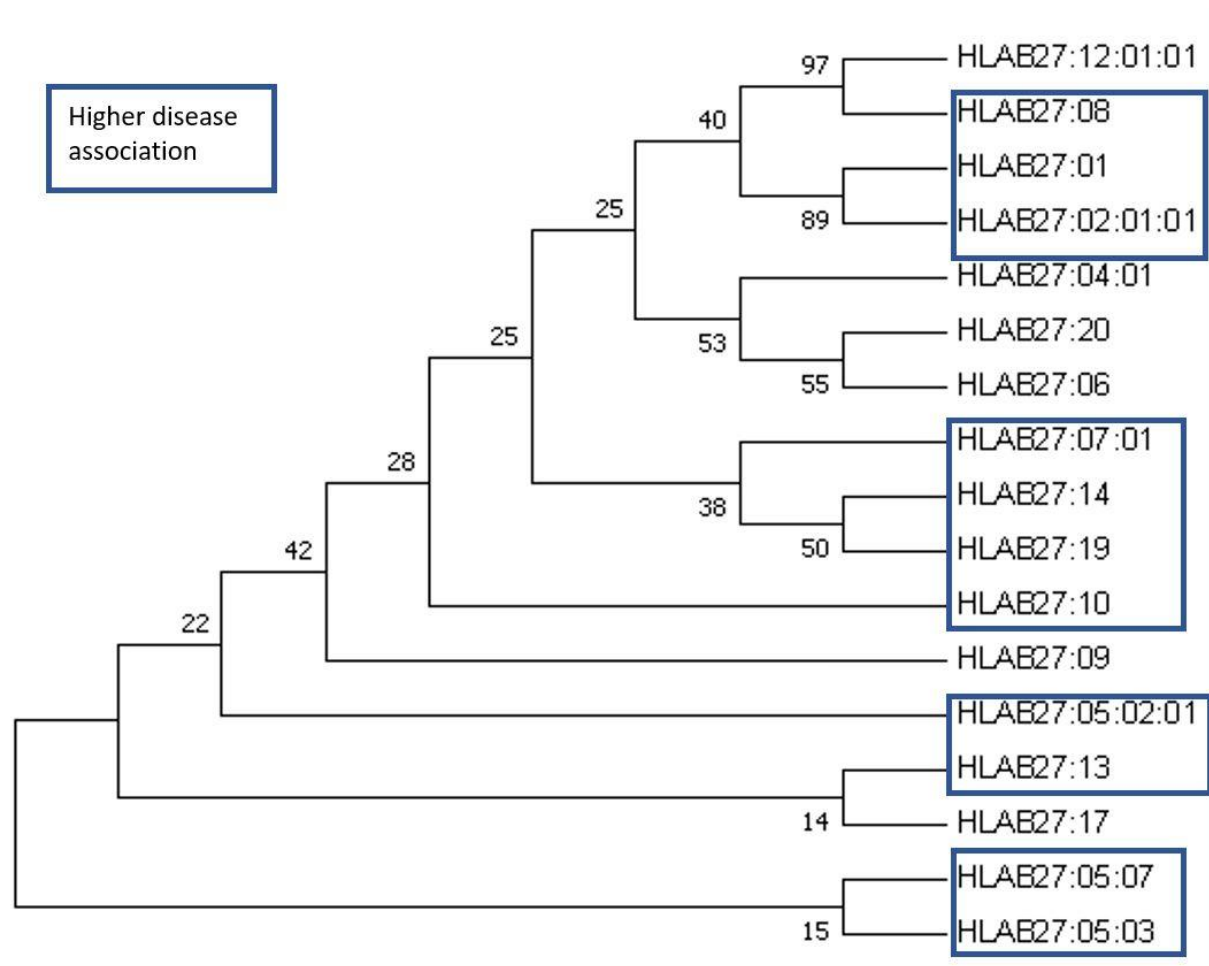 Higher disease
association
97
HLAB27:12:01:01
HLAB27:08
40
HLAB27:01
25
89
HLAB27:02:01:01
HLAB27:04:01
25
53
HLAB27:20
55
HLAB27:06
HLAB27:07:01
28
38
HLAB27:14
50
HLAB27:19
42
HLAB27:10
22
HLAB27:09
HLAB27:05:02:01
HLAB27:13
14
HLAB27:17
HLAB27:05:07
15
HLAB27:05:03